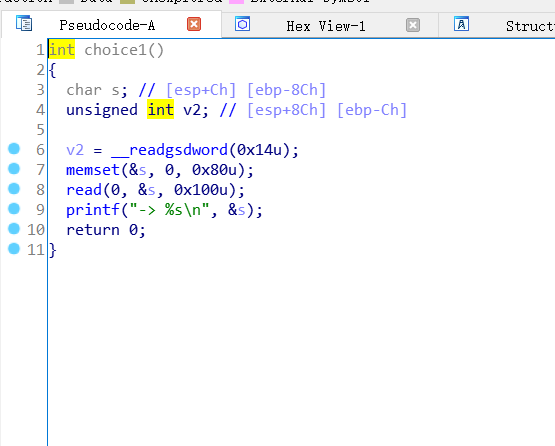 Pseudocode-A Hex View-1 Struct
1 int choice1()
2 {
3 char s; // [esp+Ch] [ebp-8Ch]
4 unsigned int v2; // [esp+8Ch] [ebp-Ch]
5
6 v2 = __readgsdword(0x14u);
7 memset(&s, 0, 0x80u);
8 read(0, &s, 0x100u);
9 printf("-> %s\n", &s);
10 return 0;
11 }